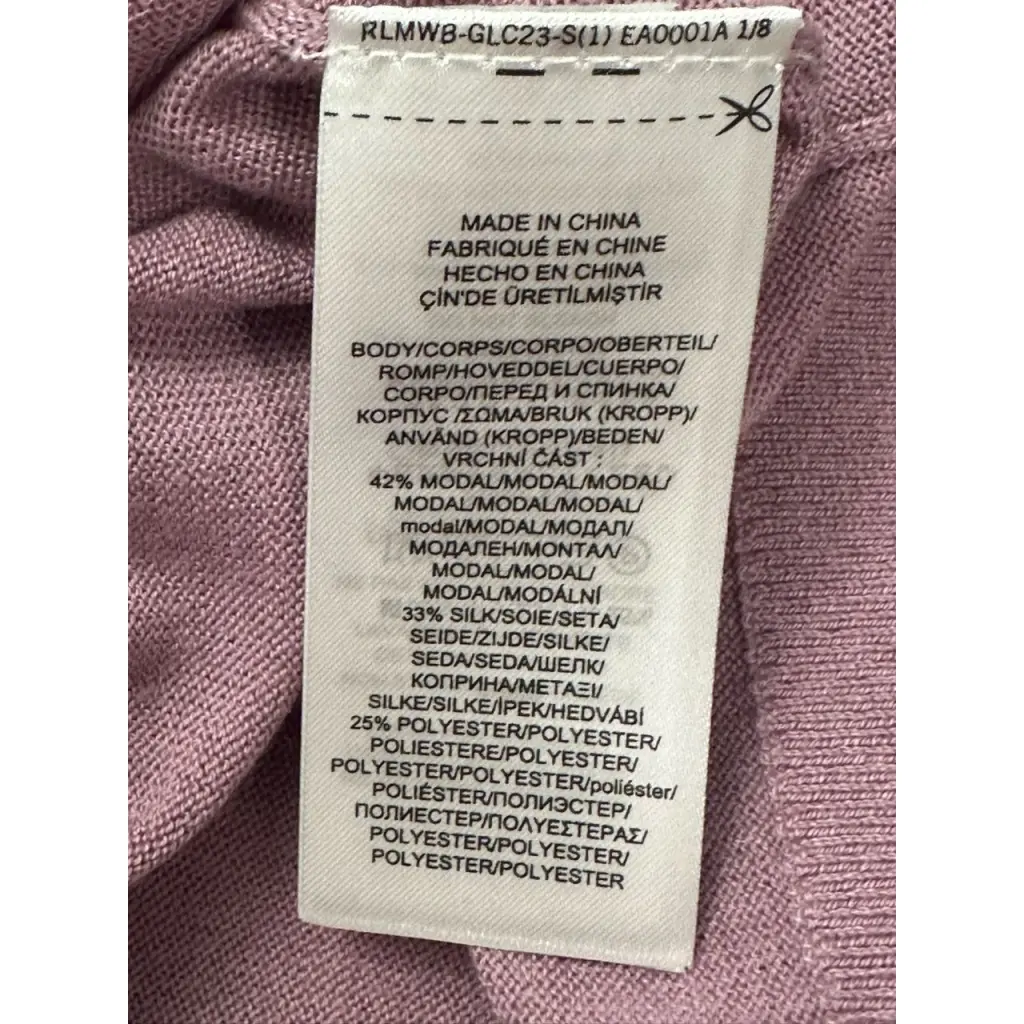 RLMWB-GLC23-S(1) EA0001A 1/8
MADE IN CHINA
FABRIQUÉ EN CHINE
HECHO EN CHINA
ÇİN'DE ÜRETİLMİŞTİR
BODY/CORPS/CORPO/OBERTEIL/
ROMP/HOVEDDEL/CUERPO/
CORPO/ПЕРЕД И СПИНКА/
КОРПУС /ΣΩΜΑ/BRUK (KROPP)/
ANVÄND (KROPP)/BEDEN/
VRCHNÍ ČÁST :
42% MODAL/MODAL/MODAL/
MODAL/MODAL/MODAL/
modal/MODAL/МОДАЛ/
МОДАЛЕН/ΜΟΝΤΑΛ/
MODAL/MODAL/
MODAL/MODÁLNÍ
33% SILK/SOIE/SETA/
SEIDE/ZIJDE/SILKE/
SEDA/SEDA/ШЕЛК/
КОПРИНА/ΜΕΤΑΞΙ/
SILKE/SILKE/İPEK/HEDVÁBÍ
25% POLYESTER/POLYESTER/
POLIESTERE/POLYESTER/
POLYESTER/POLYESTER/poliéster/
POLIÉSTER/ПОЛИЭСТЕР/
ПОЛИЕСТЕР/ΠΟΛΥΕΣΤΕΡΑΣ/
POLYESTER/POLYESTER/
POLYESTER/POLYESTER